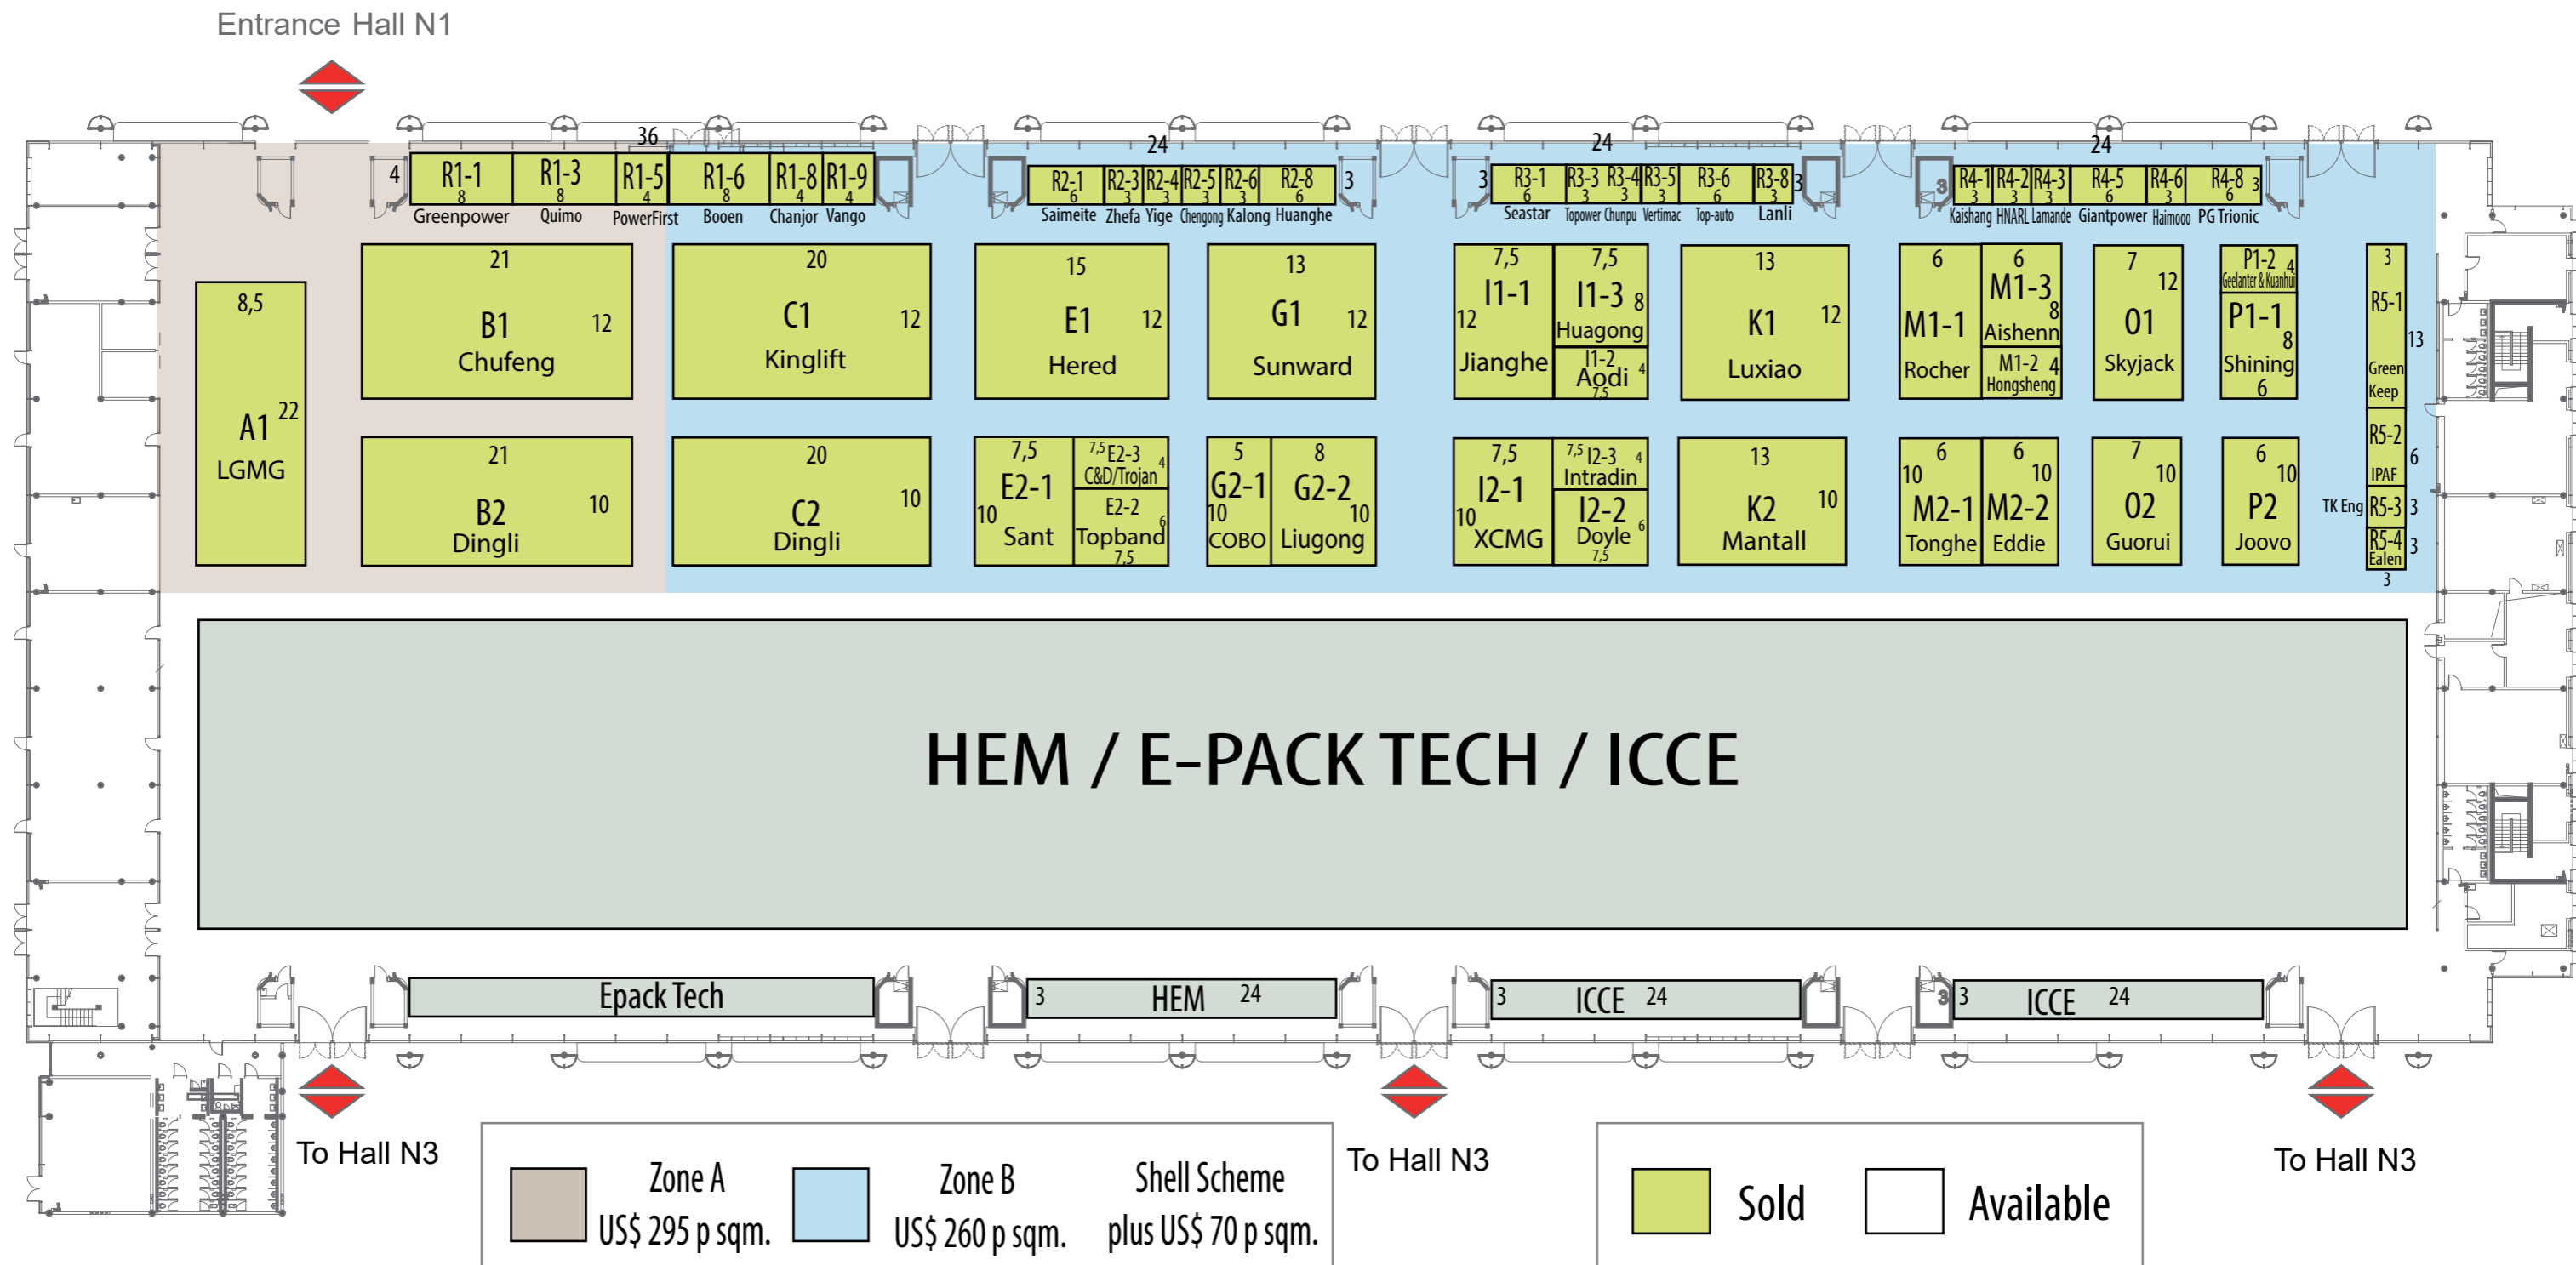 Entrance Hall N1
36
24
24
24
4
R1-1
8
Greenpower
R1-3
8
Quimo
R1-5
4
PowerFirst
R1-6
8
Booen
R1-8
4
Chanjor
R1-9
4
Vango
R2-1
6
Saimeite
R2-3
3
Zhefa
R2-4
3
Yige
R2-5
3
Chengong
R2-6
3
Kalong
R2-8
6
Huanghe
3
3
R3-1
6
Seastar
R3-3
3
Topower
R3-4
3
Chunpu
R3-5
3
Vertimac
R3-6
6
Top-auto
R3-8
3
Lanli
3
3
R4-1
3
Kaishang
R4-2
3
HNARL
R4-3
3
Lamande
R4-5
6
Giantpower
R4-6
3
Haimooo
R4-8
6
3
PG Trionic
8,5
A1
22
LGMG
21
B1
12
Chufeng
20
C1
12
Kinglift
15
E1
12
Hered
13
G1
12
Sunward
7,5
I1-1
12
Jianghe
7,5
I1-3
8
Huagong
I1-2
Aodi
4
7,5
13
K1
12
Luxiao
6
M1-1
Rocher
6
M1-3
8
Aishenn
M1-2
4
Hongsheng
7
12
O1
Skyjack
P1-2
4
Geelanter & Kuanhui
P1-1
8
Shining
6
3
R5-1
13
Green
Keep
R5-2
6
IPAF
TK Eng
R5-3
3
R5-4
3
Ealen
3
21
B2
10
Dingli
20
C2
10
Dingli
7,5
E2-1
10
Sant
7,5
E2-3
4
C&D/Trojan
E2-2
6
Topband
7,5
5
G2-1
10
COBO
8
G2-2
10
Liugong
7,5
I2-1
10
XCMG
7,5
I2-3
4
Intradin
I2-2
Doyle
6
7,5
13
K2
10
Mantall
6
10
M2-1
Tonghe
6
10
M2-2
Eddie
7
10
O2
Guorui
6
10
P2
Joovo
HEM / E-PACK TECH / ICCE
Epack Tech
3
HEM
24
3
ICCE
24
3
3
ICCE
24
To Hall N3
To Hall N3
To Hall N3
Zone A
US$ 295 p sqm.
Zone B
US$ 260 p sqm.
Shell Scheme
plus US$ 70 p sqm.
Sold
Available